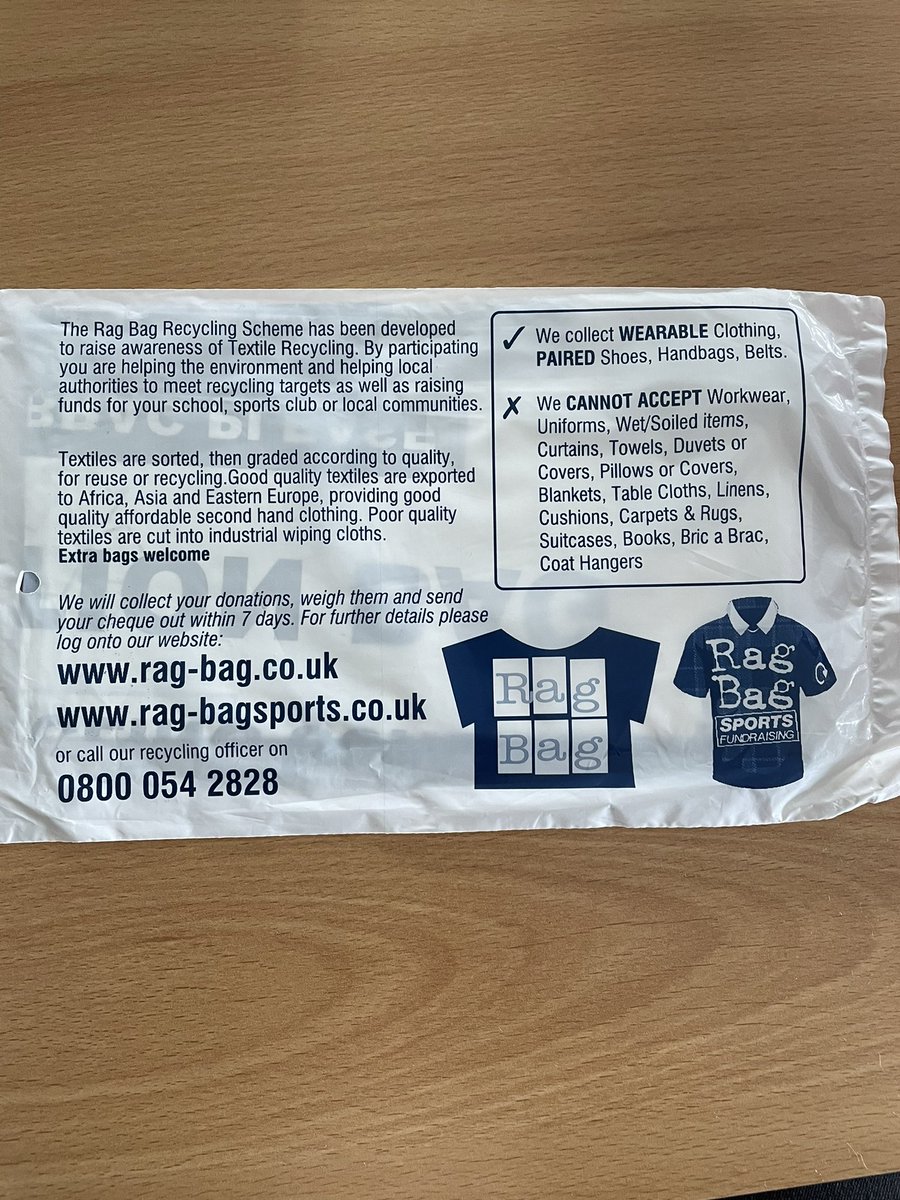 The Rag Bag Recycling Scheme has been developed
to raise awareness of Textile Recycling. By participating
you are helping the environment and helping local
authorities to meet recycling targets as well as raising
funds for your school, sports club or local communities.
Textiles are sorted, then graded according to quality,
for reuse or recycling.Good quality textiles are exported
to Africa, Asia and Eastern Europe, providing good
quality affordable second hand clothing. Poor quality
textiles are cut into industrial wiping cloths.
Extra bags welcome
We will collect your donations, weigh them and send
your cheque out within 7 days. For further details please
log onto our website:
www.rag-bag.co.uk
www.rag-bagsports.co.uk
or call our recycling officer on
0800 054 2828
✓ We collect WEARABLE Clothing,
PAIRED Shoes, Handbags, Belts.
✗ We CANNOT ACCEPT Workwear,
Uniforms, Wet/Soiled items,
Curtains, Towels, Duvets or
Covers, Pillows or Covers,
Blankets, Table Cloths, Linens,
Cushions, Carpets & Rugs,
Suitcases, Books, Bric a Brac,
Coat Hangers
Rag
Bag
Rag
Bag
SPORTS
FUNDRAISING